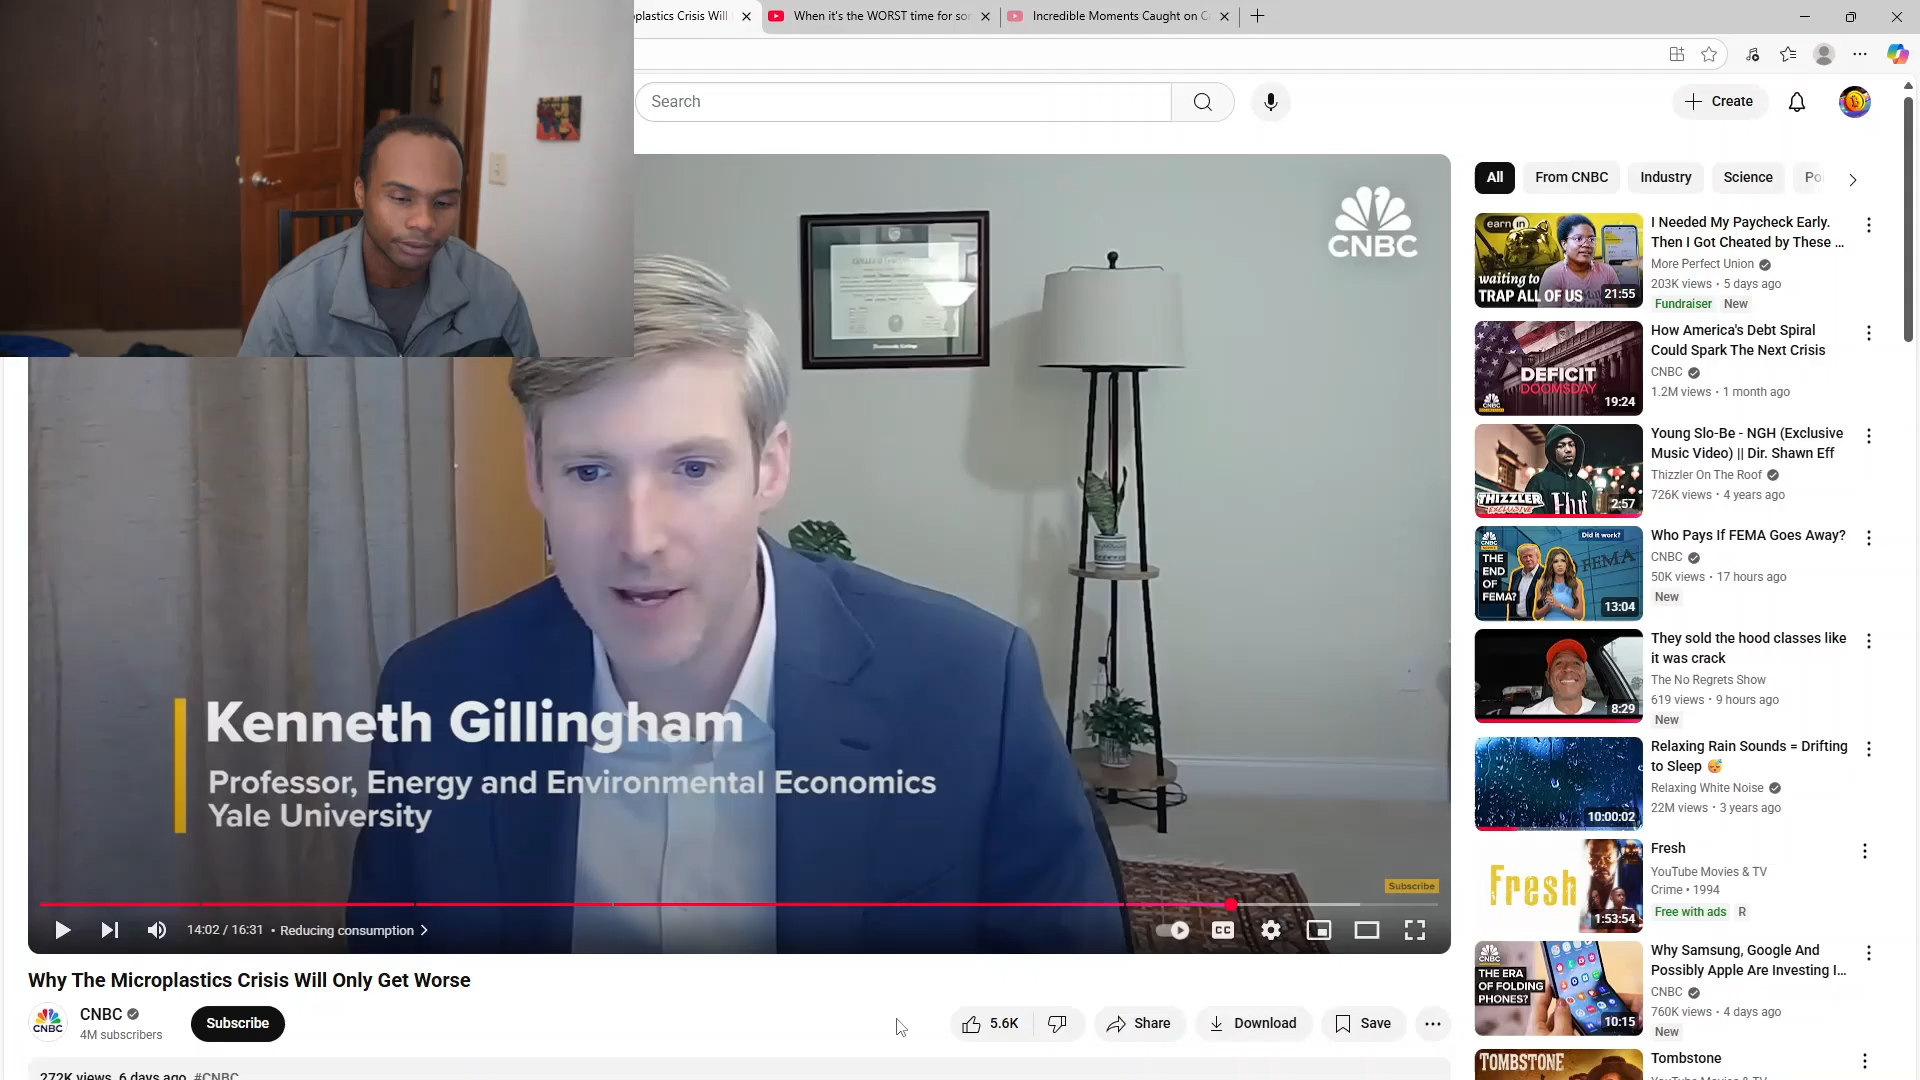 oplastics Crisis Will
When it's the WORST time for so
Incredible Moments Caught on C
Search
Create
CNBC
Kenneth Gillingham
Professor, Energy and Environmental Economics
Yale University
Subscribe
14:02 / 16:31 • Reducing consumption
CC
Why The Microplastics Crisis Will Only Get Worse
CNBC
CNBC
4M subscribers
Subscribe
5.6K
Share
Download
Save
272K views 6 days ago #CNBC
All
From CNBC
Industry
Science
Po
earn in
waiting to
TRAP ALL OF US
21:55
I Needed My Paycheck Early.
Then I Got Cheated by These ...
More Perfect Union
203K views • 5 days ago
Fundraiser New
DEFICIT
DOOMSDAY
19:24
How America's Debt Spiral
Could Spark The Next Crisis
CNBC
1.2M views • 1 month ago
THIZZLER
EXCLUSIVE
2:57
Young Slo-Be - NGH (Exclusive
Music Video) || Dir. Shawn Eff
Thizzler On The Roof
726K views • 4 years ago
Did it work?
FEMA
THE
END
OF
FEMA?
13:04
Who Pays If FEMA Goes Away?
CNBC
50K views • 17 hours ago
New
8:29
They sold the hood classes like
it was crack
The No Regrets Show
619 views • 9 hours ago
New
10:00:02
Relaxing Rain Sounds = Drifting
to Sleep 😴
Relaxing White Noise
22M views • 3 years ago
Fresh
1:53:54
Fresh
YouTube Movies & TV
Crime • 1994
Free with ads R
THE ERA
OF FOLDING
PHONES?
10:15
Why Samsung, Google And
Possibly Apple Are Investing I...
CNBC
760K views • 4 days ago
New
TOMBSTONE
Tombstone